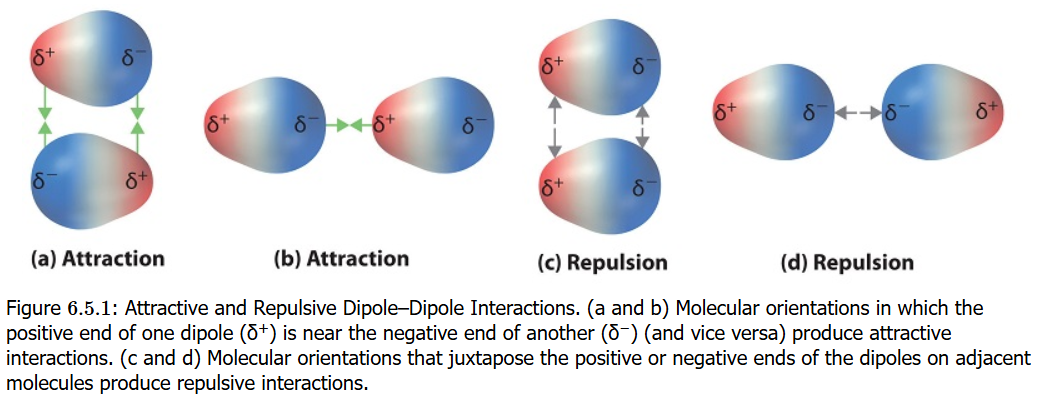 δ+ δ−
δ− δ+
(a) Attraction
δ+ δ− δ+ δ−
(b) Attraction
δ+ δ−
δ+ δ−
(c) Repulsion
δ+ δ− δ− δ+
(d) Repulsion
Figure 6.5.1: Attractive and Repulsive Dipole–Dipole Interactions. (a and b) Molecular orientations in which the
positive end of one dipole (δ+) is near the negative end of another (δ−) (and vice versa) produce attractive
interactions. (c and d) Molecular orientations that juxtapose the positive or negative ends of the dipoles on adjacent
molecules produce repulsive interactions.